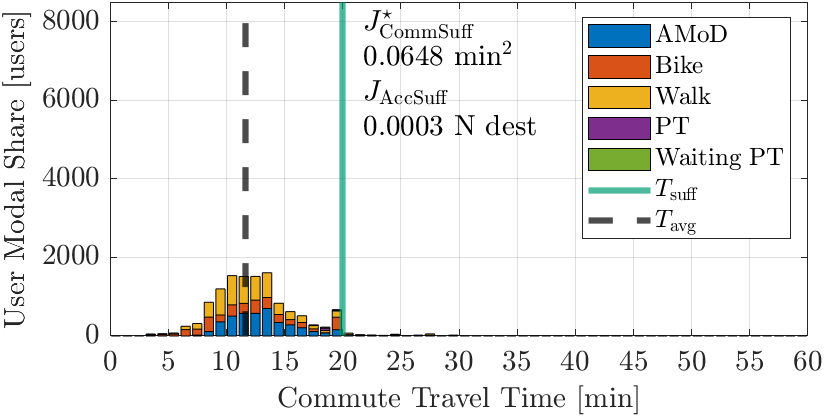 8000
6000
4000
2000
0
User Modal Share [users]
J⋆CommSuff
0.0648 min²
JAccSuff
0.0003 N dest
AMoD
Bike
Walk
PT
Waiting PT
Tsuff
Tavg
0 5 10 15 20 25 30 35 40 45 50 55 60
Commute Travel Time [min]